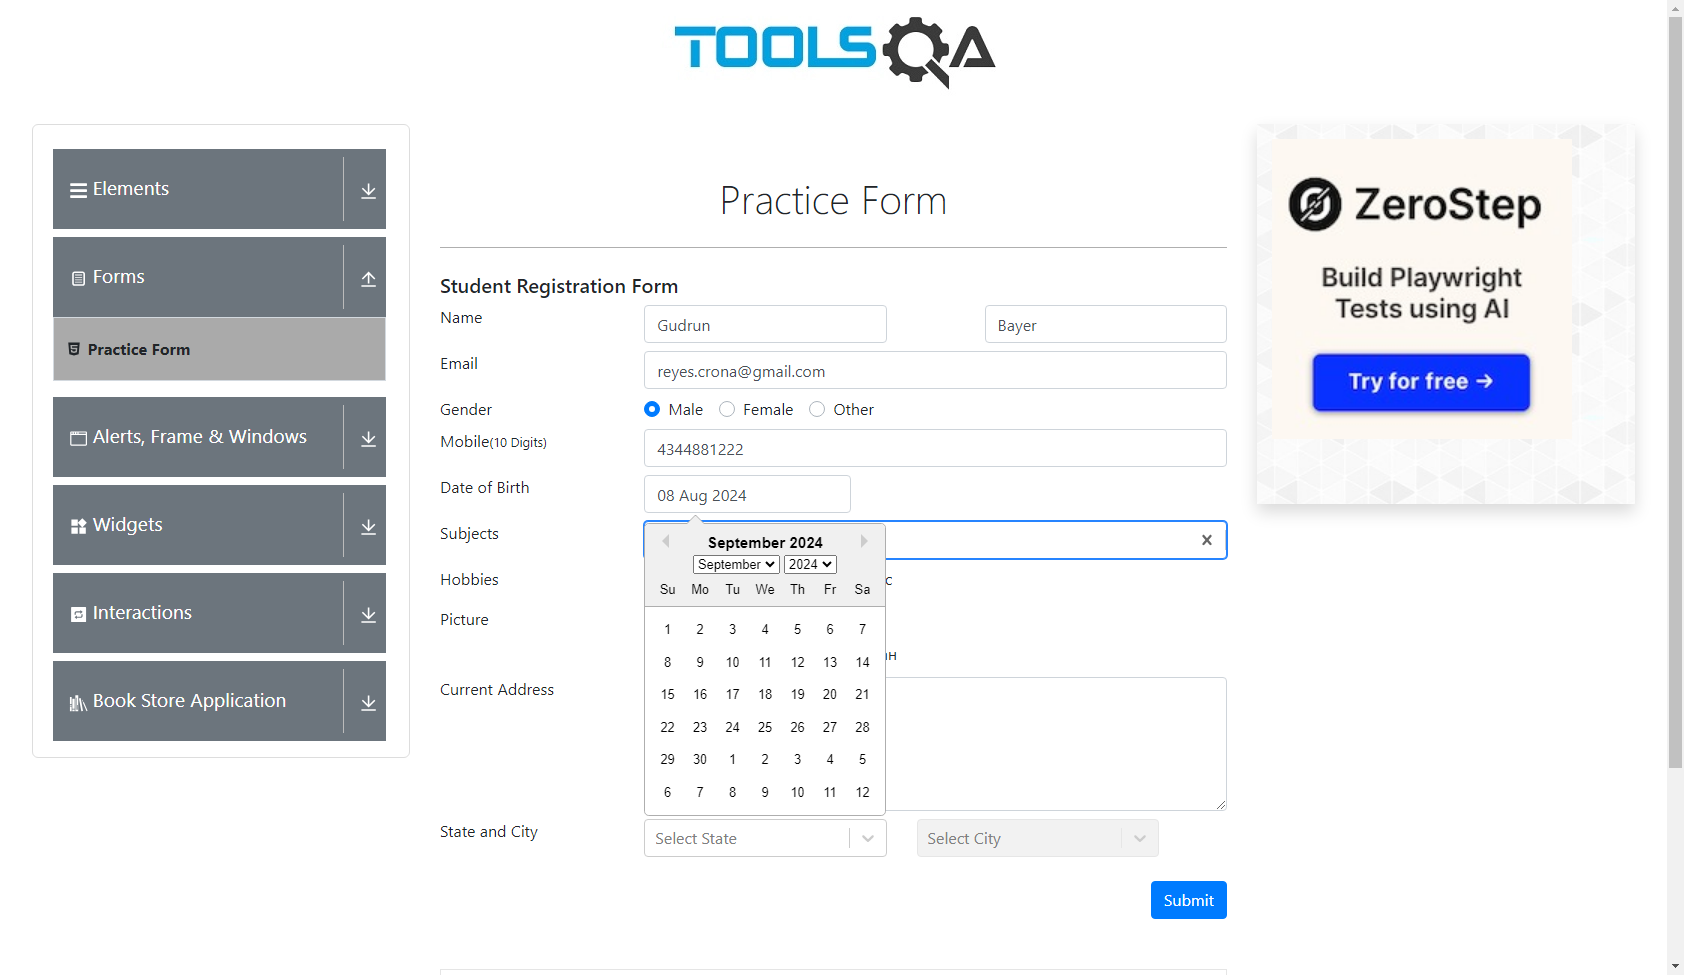 TOOLSQA
Elements
Forms
Practice Form
Alerts, Frame & Windows
Widgets
Interactions
Book Store Application
Practice Form
Student Registration Form
Name
Gudrun
Bayer
Email
reyes.crona@gmail.com
Gender
Male
Female
Other
Mobile(10 Digits)
4344881222
Date of Birth
08 Aug 2024
Subjects
September 2024
September
2024
Su Mo Tu We Th Fr Sa
1 2 3 4 5 6 7
8 9 10 11 12 13 14
15 16 17 18 19 20 21
22 23 24 25 26 27 28
29 30 1 2 3 4 5
6 7 8 9 10 11 12
Hobbies
Picture
Current Address
State and City
Select State
Select City
Submit
ZeroStep
Build Playwright
Tests using AI
Try for free →